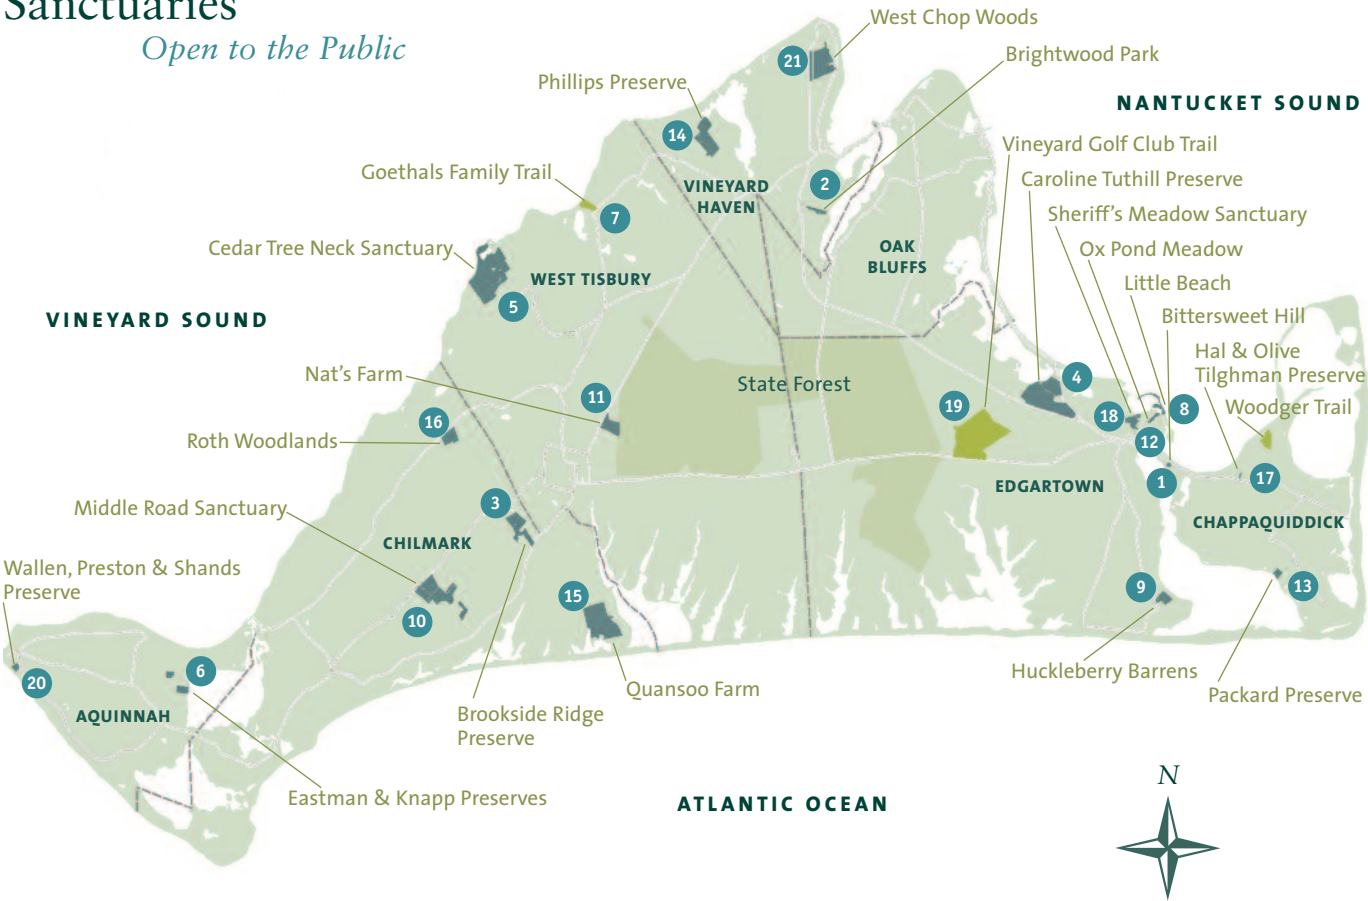 Sanctuaries
Open to the Public
West Chop Woods
Brightwood Park
21
Phillips Preserve
NANTUCKET SOUND
14
Vineyard Golf Club Trail
Goethals Family Trail
VINEYARD
HAVEN
2
Caroline Tuthill Preserve
7
Sheriff's Meadow Sanctuary
Cedar Tree Neck Sanctuary
OAK
BLUFFS
Ox Pond Meadow
WEST TISBURY
Little Beach
5
VINEYARD SOUND
Bittersweet Hill
Hal & Olive
Tilghman Preserve
Nat's Farm
State Forest
4
11
19
8
Woodger Trail
16
18
Roth Woodlands
12
17
1
EDGARTOWN
3
Middle Road Sanctuary
CHAPPAQUIDDICK
CHILMARK
Wallen, Preston & Shands
Preserve
15
9
13
10
6
Huckleberry Barrens
20
Quansoo Farm
Packard Preserve
AQUINNAH
Brookside Ridge
Preserve
N
Eastman & Knapp Preserves
ATLANTIC OCEAN